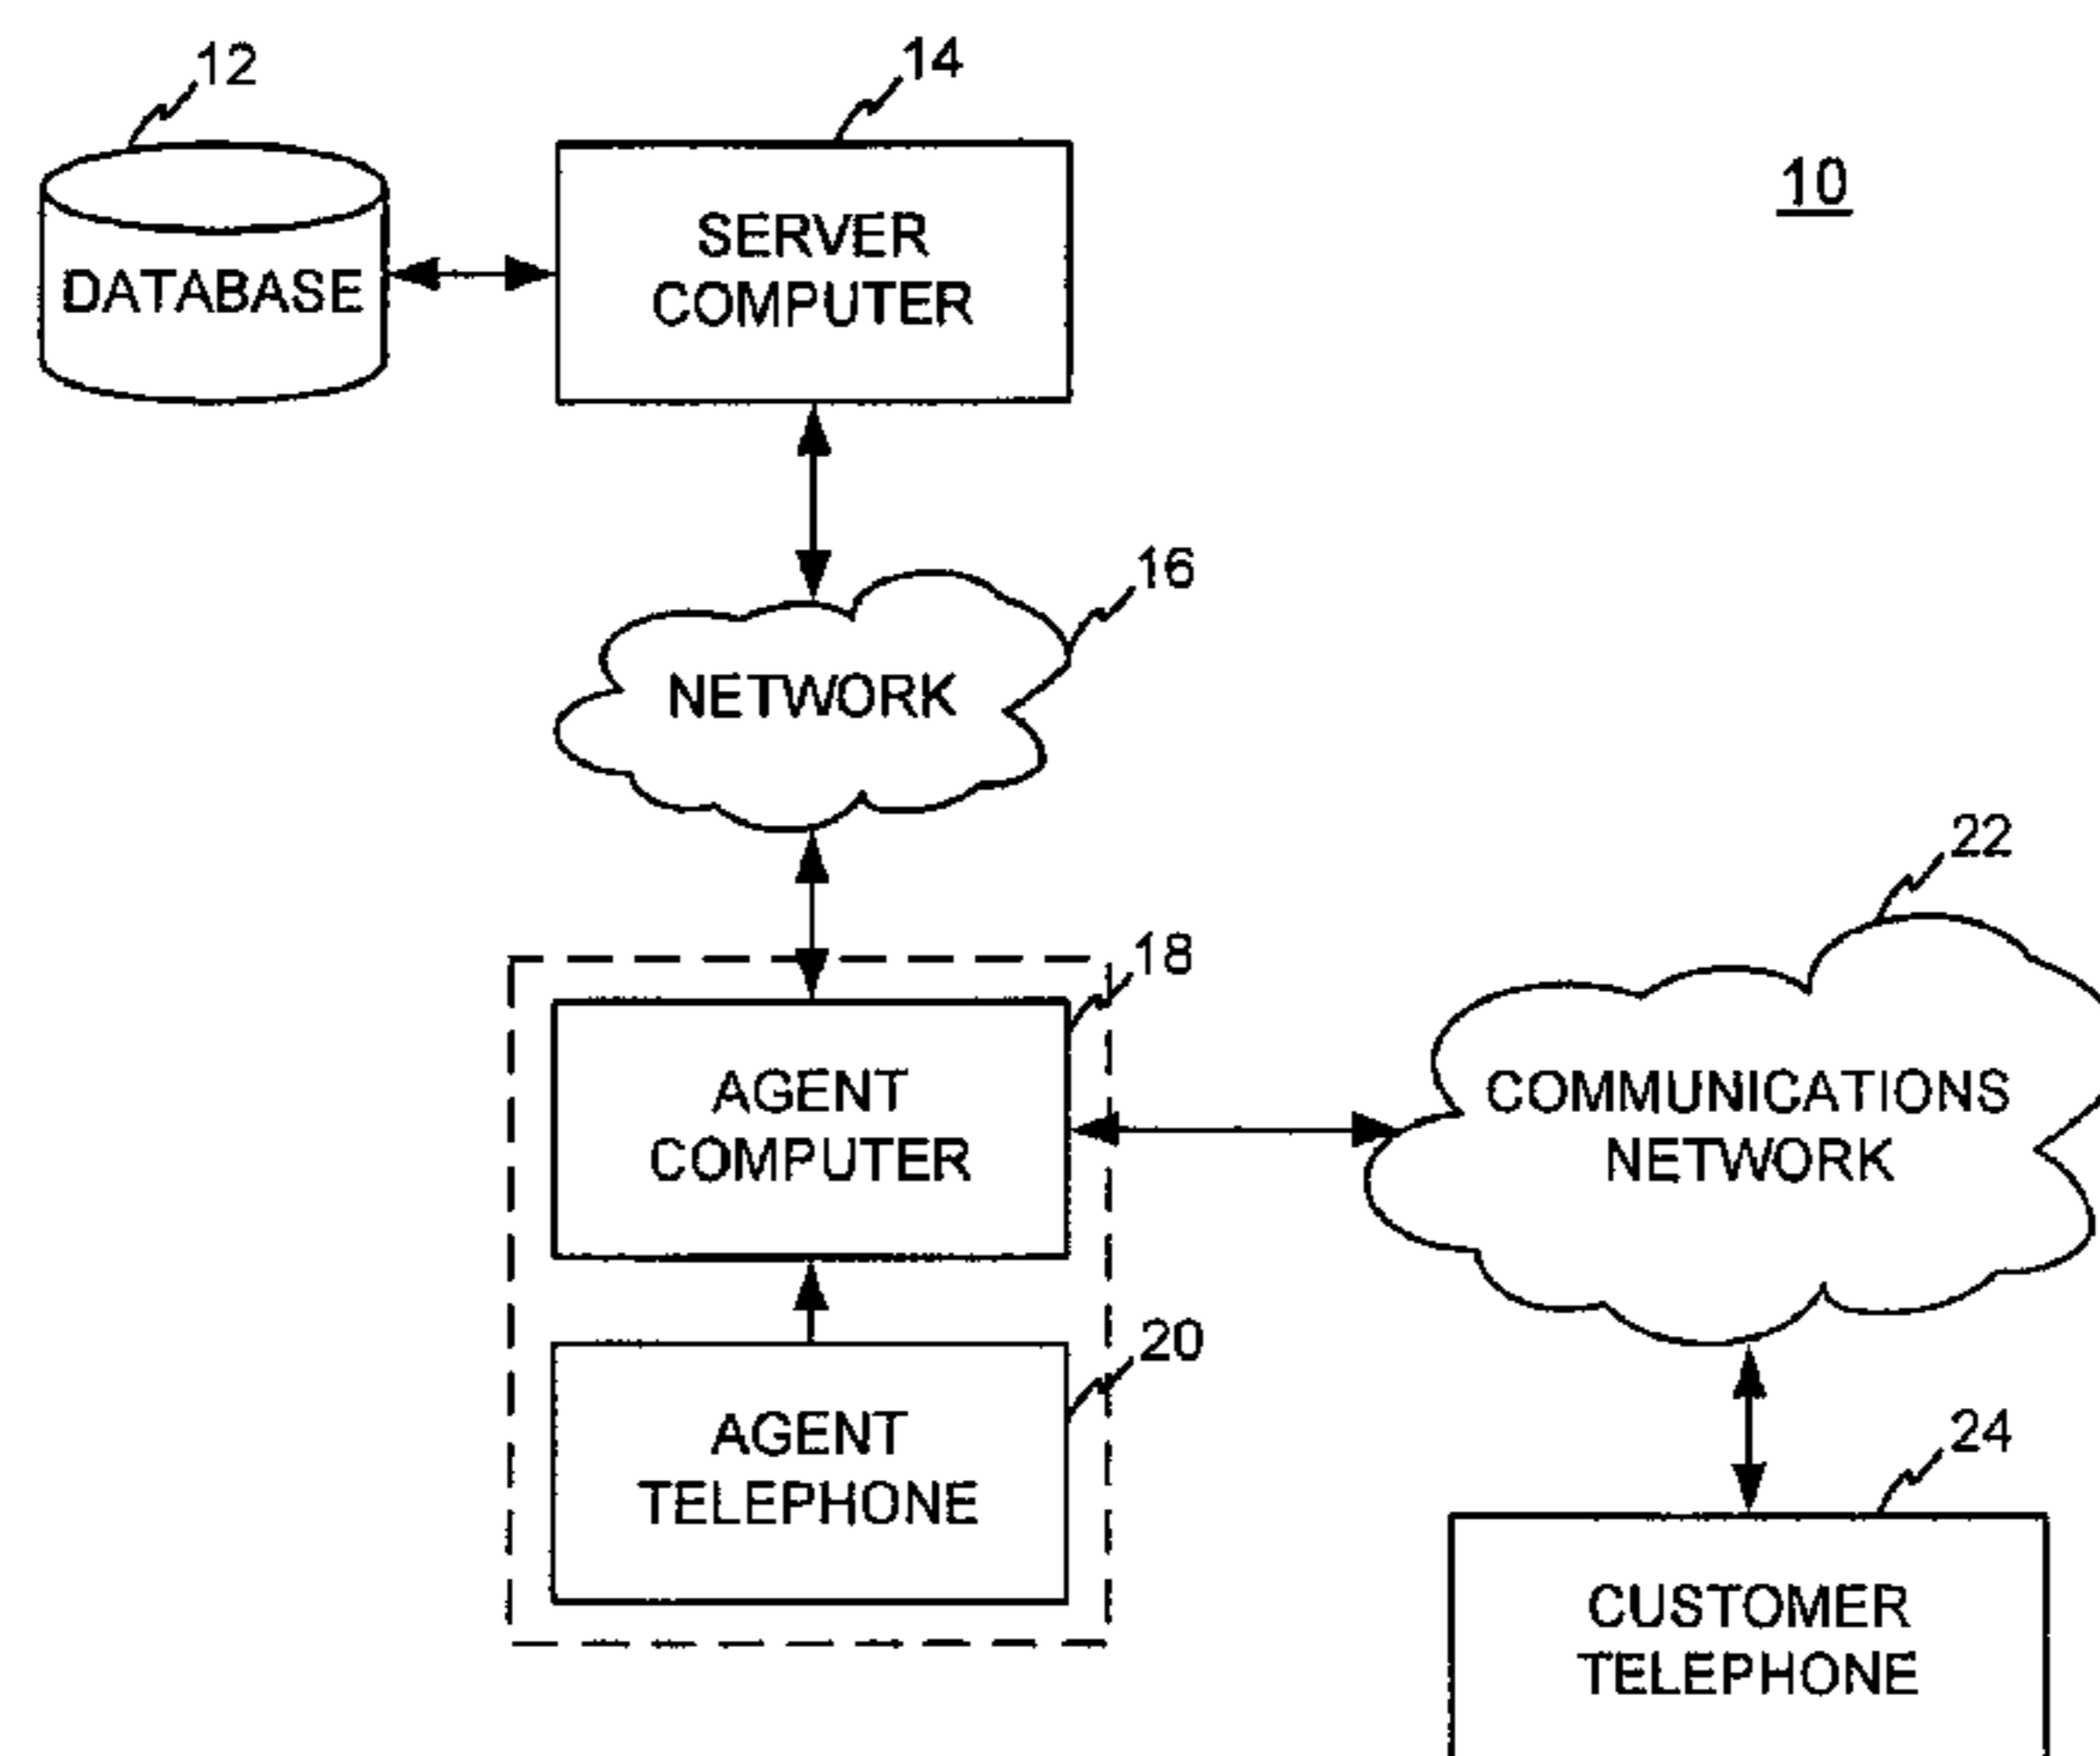 12
14
10
DATABASE
SERVER
COMPUTER
16
NETWORK
22
18
AGENT
COMPUTER
COMMUNICATIONS
NETWORK
20
AGENT
TELEPHONE
24
CUSTOMER
TELEPHONE